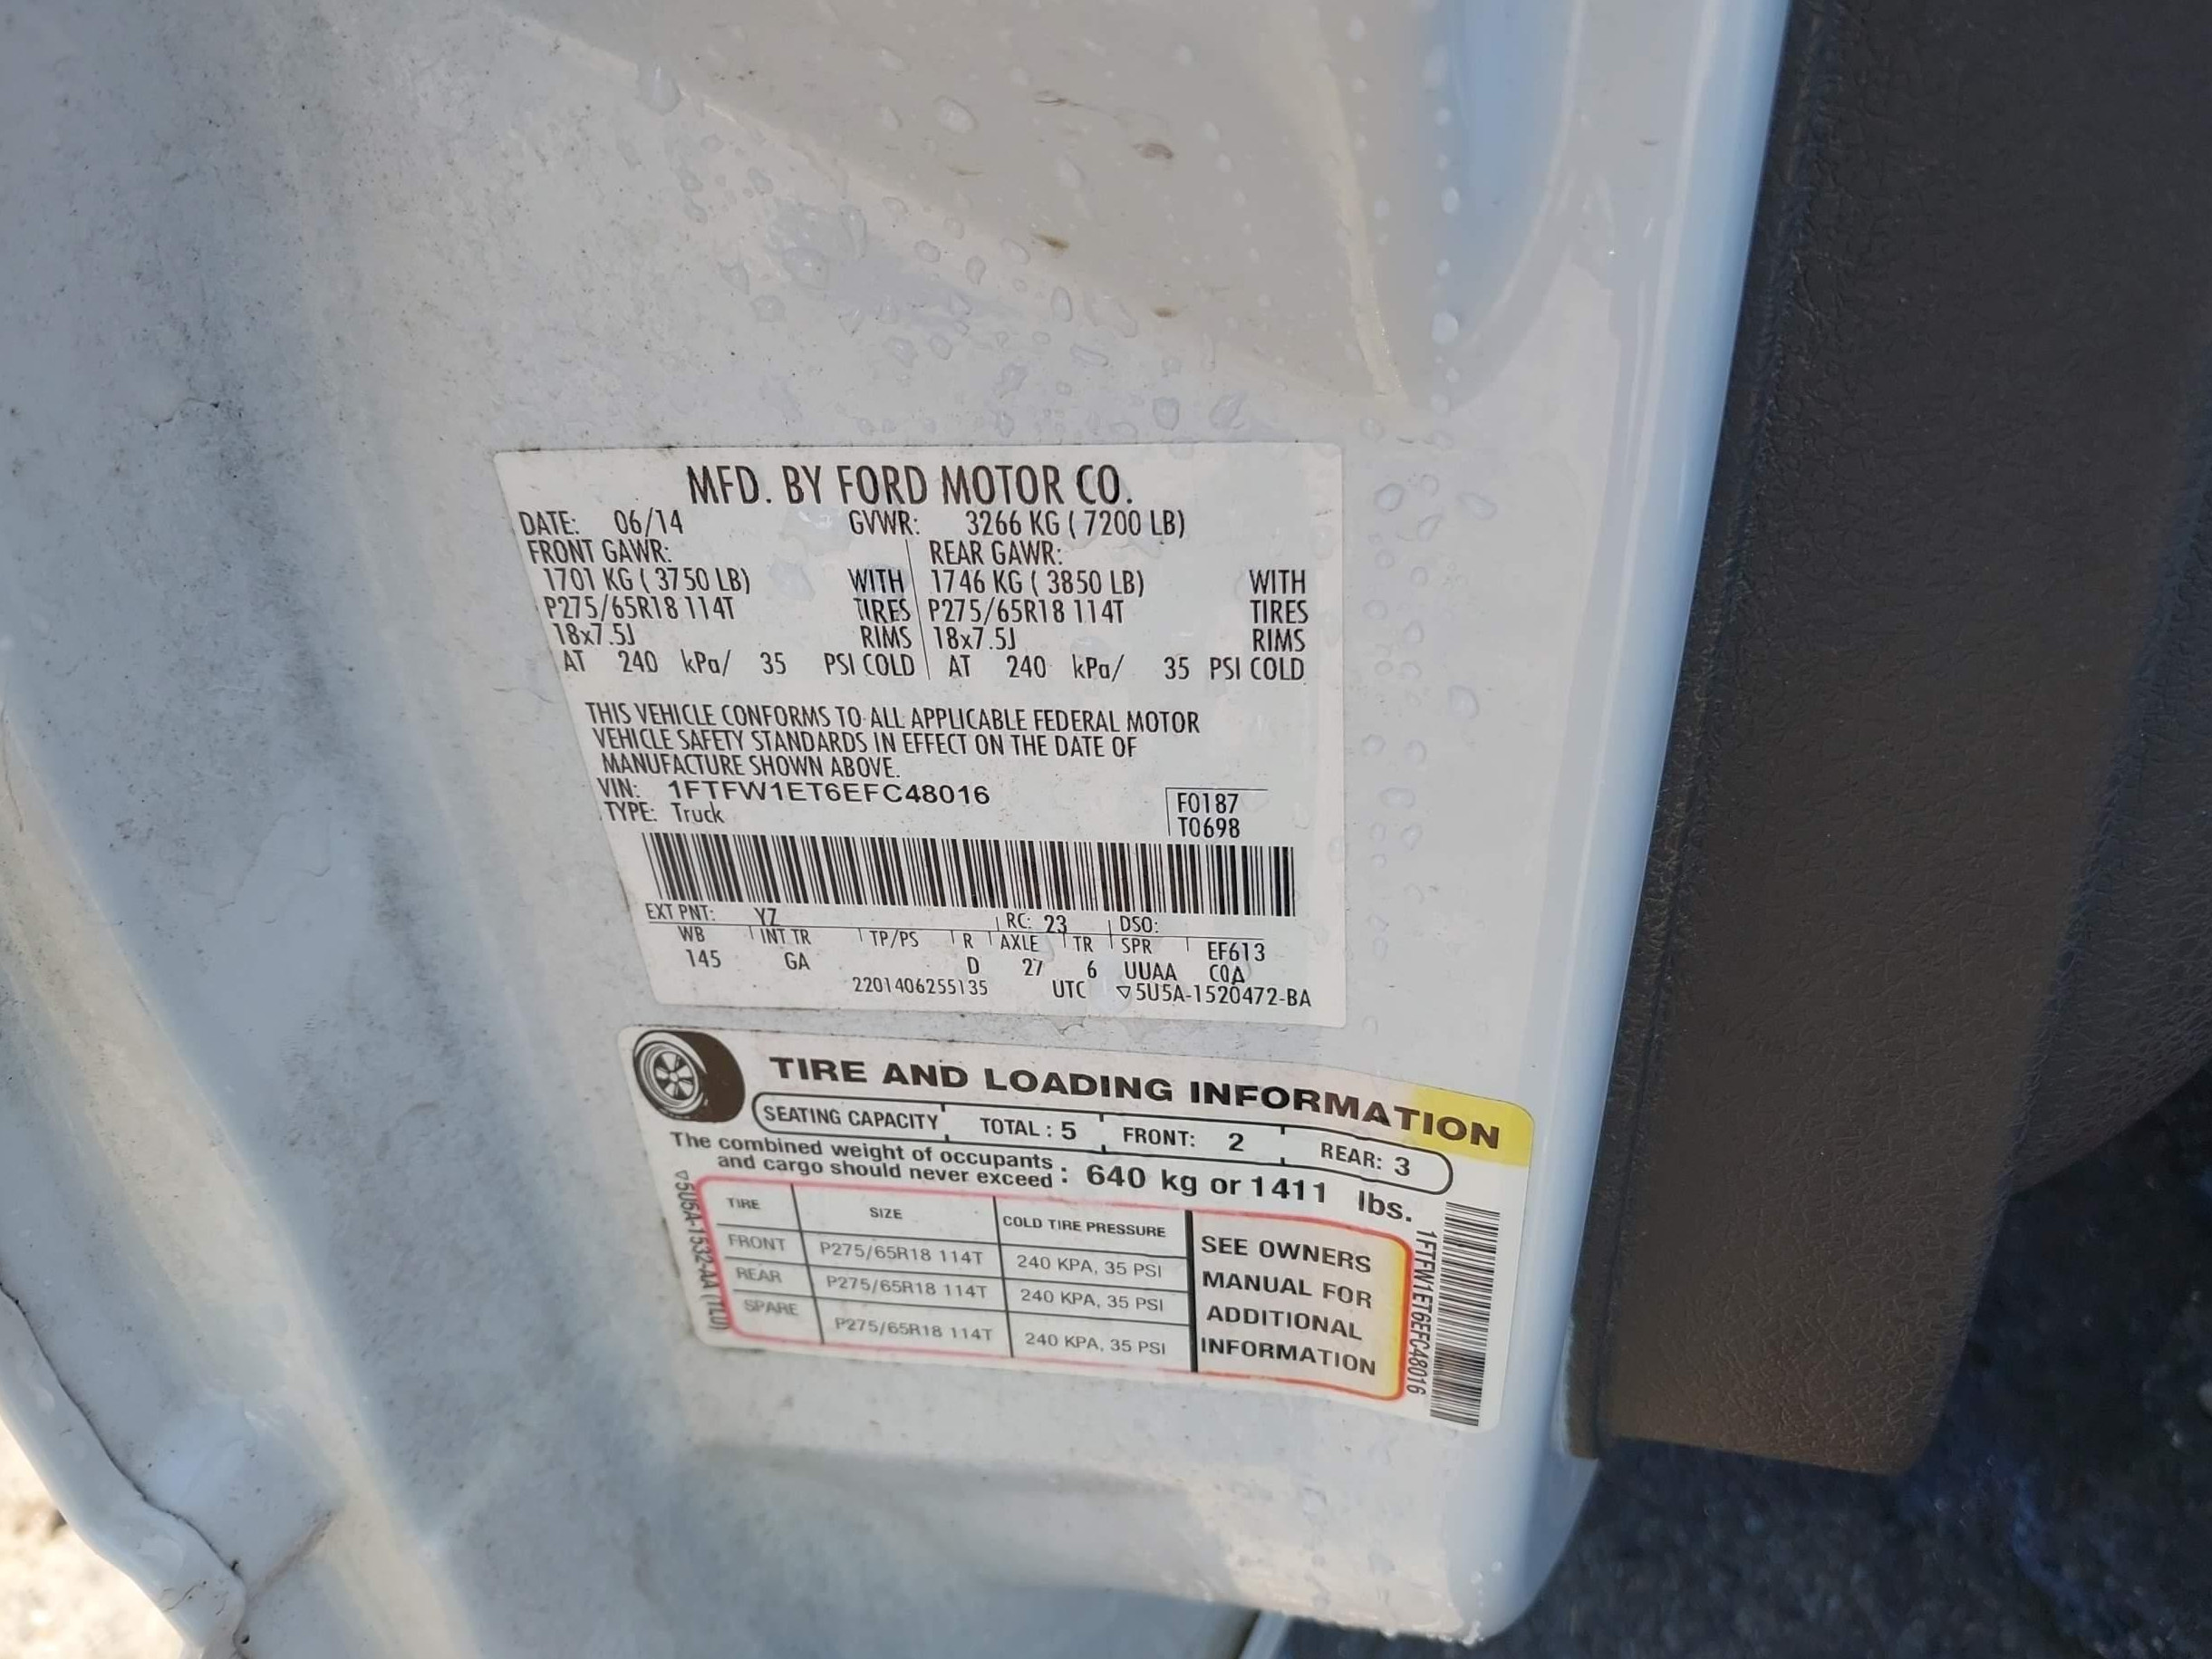 MFD. BY FORD MOTOR CO.
DATE: 06/14 GVWR: 3266 KG ( 7200 LB)
FRONT GAWR: REAR GAWR:
1701 KG ( 3750 LB) WITH 1746 KG ( 3850 LB) WITH
P275/65R18 114T TIRES P275/65R18 114T TIRES
18x7.5J RIMS 18x7.5J RIMS
AT 240 kPa/ 35 PSI COLD AT 240 kPa/ 35 PSI COLD
THIS VEHICLE CONFORMS TO ALL APPLICABLE FEDERAL MOTOR
VEHICLE SAFETY STANDARDS IN EFFECT ON THE DATE OF
MANUFACTURE SHOWN ABOVE.
VIN: 1FTFW1ET6EFC48016 F0187
TYPE: Truck T0698
EXT PNT: YZ RC: 23 DSO:
WB INT TR TP/PS R AXLE TR SPR EF613
145 GA D 27 6 UUAA CQA
2201406255135 UTC ▽5U5A-1520472-BA
TIRE AND LOADING INFORMATION
SEATING CAPACITY TOTAL : 5 FRONT: 2 REAR: 3
The combined weight of occupants
and cargo should never exceed : 640 kg or 1411 lbs.
TIRE SIZE COLD TIRE PRESSURE
FRONT P275/65R18 114T 240 KPA, 35 PSI
REAR P275/65R18 114T 240 KPA, 35 PSI
SPARE P275/65R18 114T 240 KPA, 35 PSI
SEE OWNERS
MANUAL FOR
ADDITIONAL
INFORMATION
▽5U5A-1532-AA (TLU)
1FTFW1ET6EFC48016